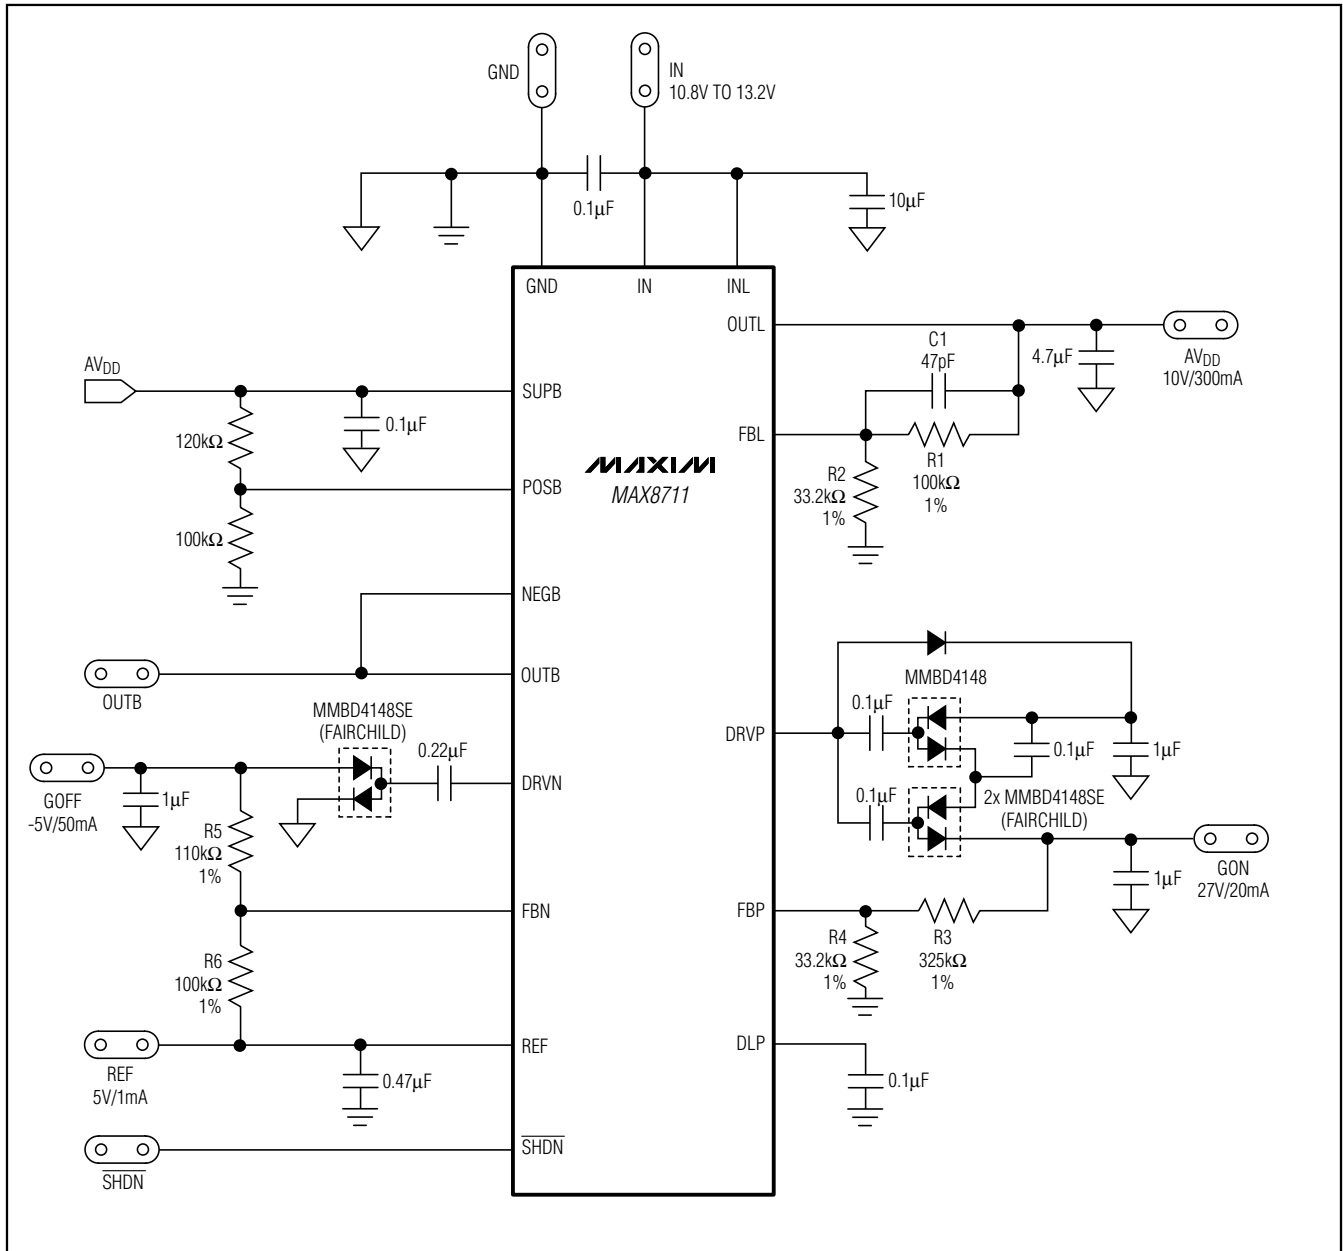 GND
IN
10.8V TO 13.2V
0.1µF
10µF
GND
IN
INL
OUTL
AVDD
SUPB
0.1µF
120kΩ
POSB
100kΩ
C1
47pF
4.7µF
AVDD
10V/300mA
FBL
R1
100kΩ
1%
R2
33.2kΩ
1%
MAXIM
MAX8711
NEGB
OUTB
OUTB
MMBD4148SE
(FAIRCHILD)
0.22µF
DRVN
GOFF
-5V/50mA
1µF
R5
110kΩ
1%
FBN
R6
100kΩ
1%
REF
REF
5V/1mA
0.47µF
SHDN
SHDN
MMBD4148
0.1µF
DRVP
0.1µF
1µF
0.1µF
2x MMBD4148SE
(FAIRCHILD)
GON
27V/20mA
1µF
FBP
R4
33.2kΩ
1%
R3
325kΩ
1%
DLP
0.1µF